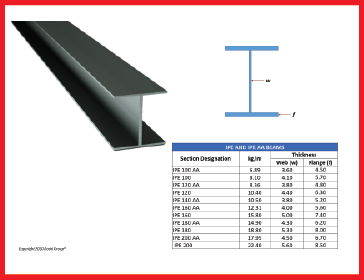 w
f
IPE AND IPE AA BEAMS
Section Designation kg/m Thickness
Web (w) Flange (f)
IPE 100 AA 6.89 3.60 4.50
IPE 100 8.10 4.10 5.70
IPE 120 AA 8.36 3.80 4.80
IPE 120 10.40 4.40 6.30
IPE 140 AA 10.50 3.80 5.20
IPE 160 AA 12.31 4.00 5.60
IPE 160 15.80 5.00 7.40
IPE 180 AA 14.90 4.30 6.20
IPE 180 18.80 5.30 8.00
IPE 200 AA 17.95 4.50 6.70
IPE 200 22.40 5.60 8.50